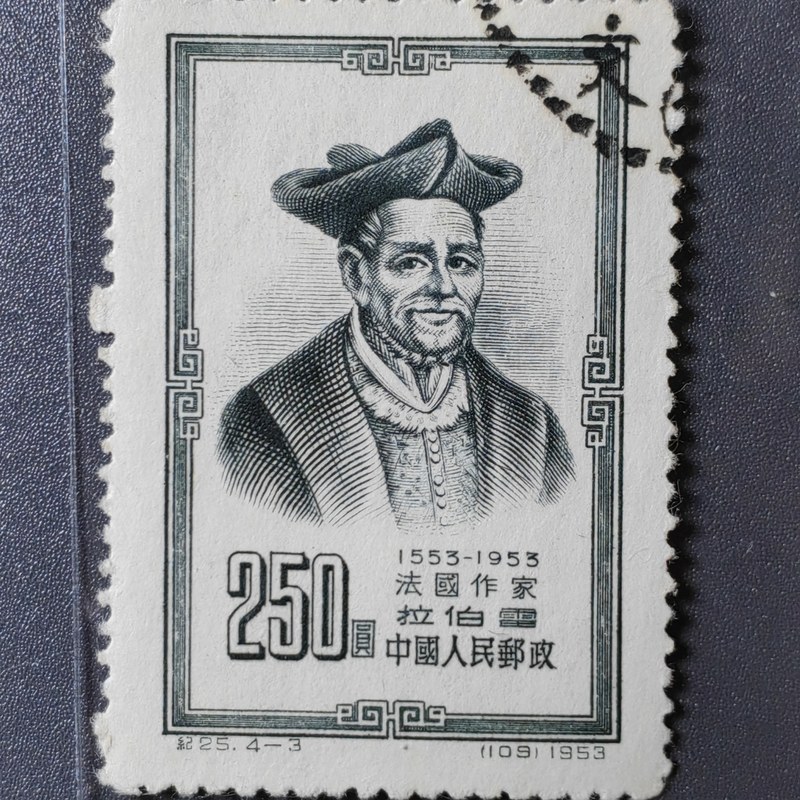 文
1553-1953
法國作家
拉伯雷
250圓
中國人民郵政
紀25. 4-3
(109) 1953